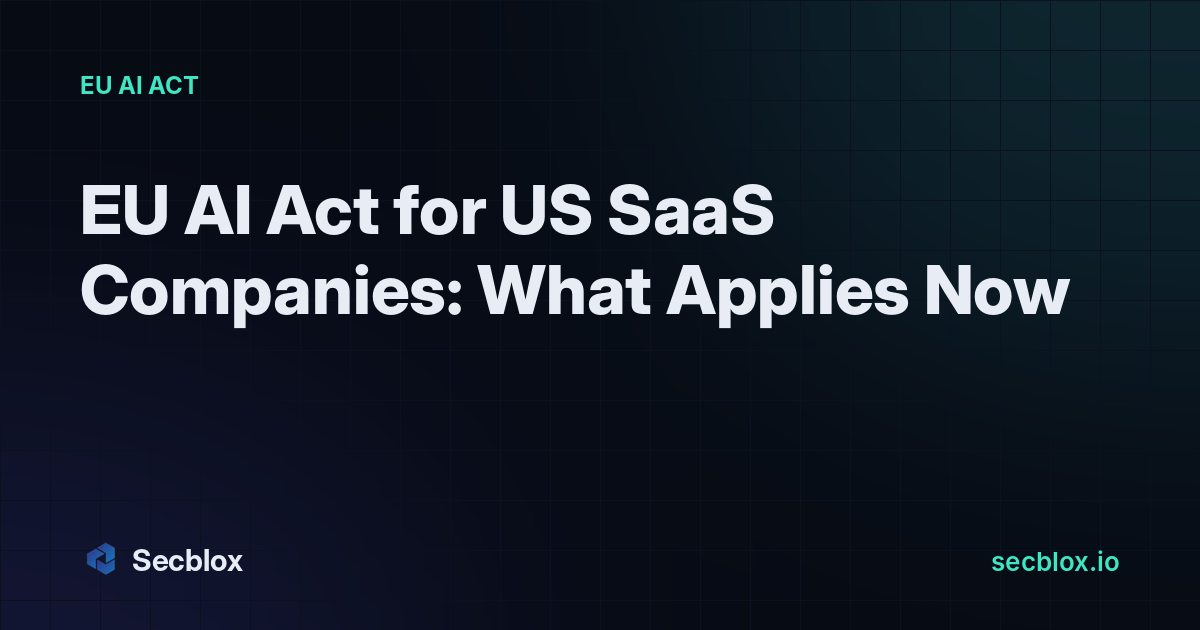 EU AI ACT
EU AI Act for US SaaS
Companies: What Applies Now
Secblox
secblox.io